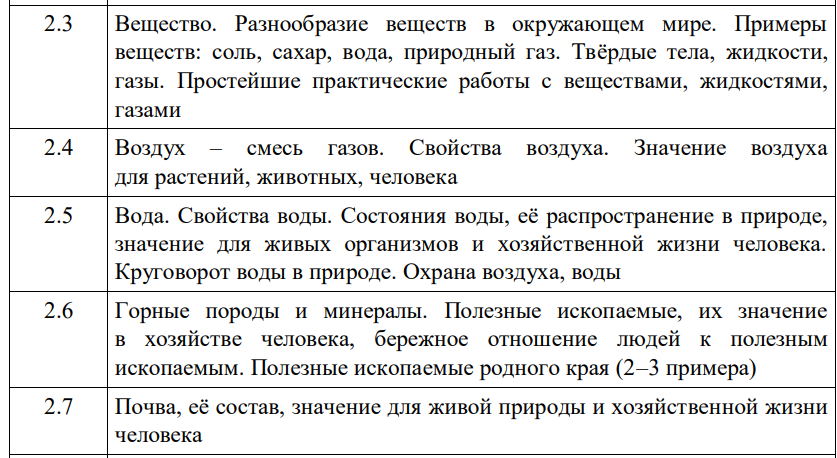 2.3 Вещество. Разнообразие веществ в окружающем мире. Примеры
веществ: соль, сахар, вода, природный газ. Твёрдые тела, жидкости,
газы. Простейшие практические работы с веществами, жидкостями,
газами
2.4 Воздух – смесь газов. Свойства воздуха. Значение воздуха
для растений, животных, человека
2.5 Вода. Свойства воды. Состояния воды, её распространение в природе,
значение для живых организмов и хозяйственной жизни человека.
Круговорот воды в природе. Охрана воздуха, воды
2.6 Горные породы и минералы. Полезные ископаемые, их значение
в хозяйстве человека, бережное отношение людей к полезным
ископаемым. Полезные ископаемые родного края (2–3 примера)
2.7 Почва, её состав, значение для живой природы и хозяйственной жизни
человека